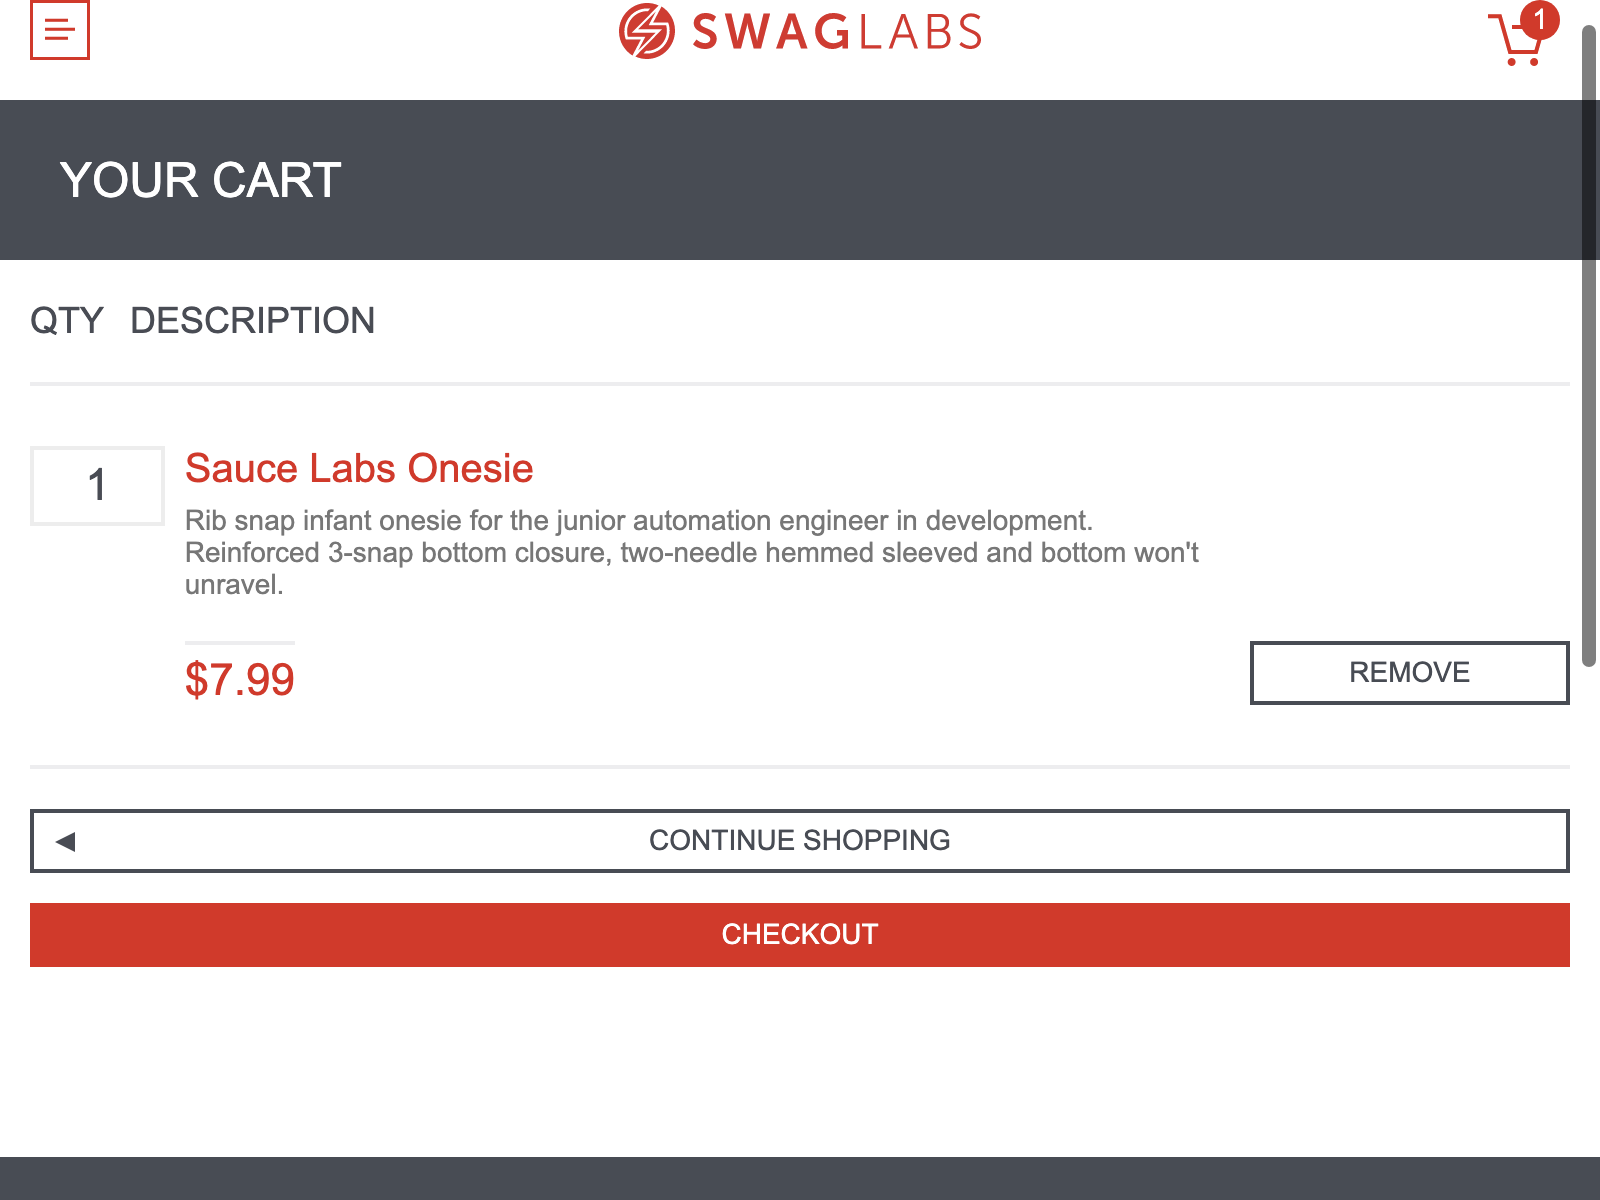 SWAGLABS
1
YOUR CART
QTY DESCRIPTION
1
Sauce Labs Onesie
Rib snap infant onesie for the junior automation engineer in development.
Reinforced 3-snap bottom closure, two-needle hemmed sleeved and bottom won't
unravel.
$7.99
REMOVE
CONTINUE SHOPPING
CHECKOUT